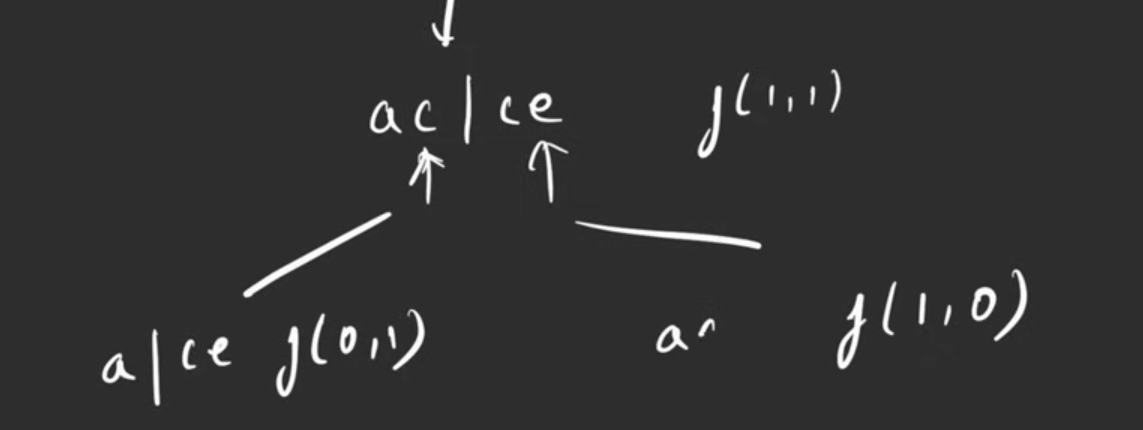 ac|ce f(1,1)
a|ce f(0,1)
a f(1,0)